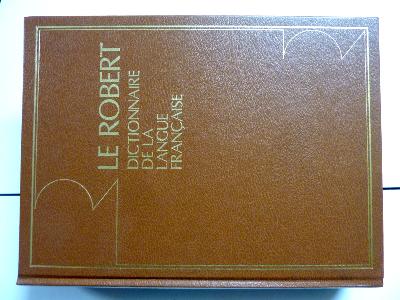 LE ROBERT
DICTIONNAIRE
DE LA
LANGUE
FRANÇAISE